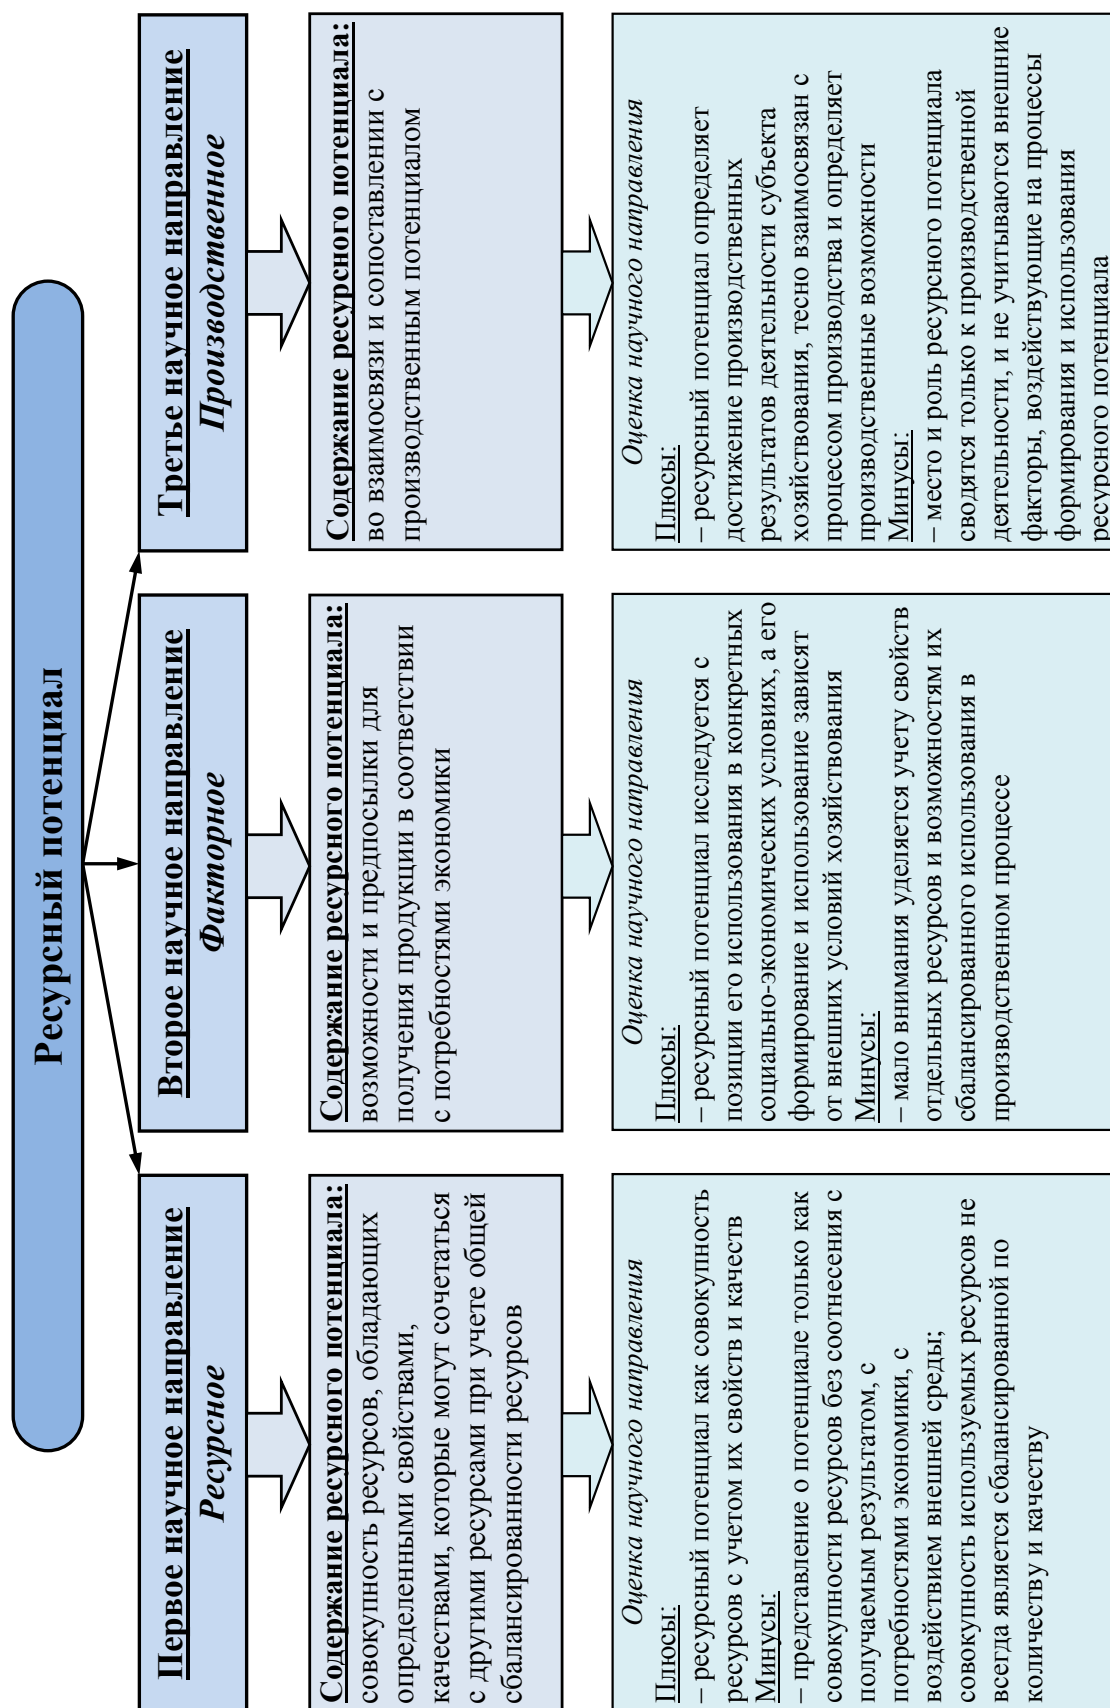 Ресурсный потенциал
Первое научное направление
Ресурсное
Содержание ресурсного потенциала:
совокупность ресурсов, обладающих
определенными свойствами,
качествами, которые могут сочетаться
с другими ресурсами при учете общей
сбалансированности ресурсов
Оценка научного направления
Плюсы:
– ресурсный потенциал как совокупность
ресурсов с учетом их свойств и качеств
Минусы:
– представление о потенциале только как
совокупности ресурсов без соотнесения с
получаемым результатом, с
потребностями экономики, с
воздействием внешней среды;
совокупность используемых ресурсов не
всегда является сбалансированной по
количеству и качеству
Второе научное направление
Факторное
Содержание ресурсного потенциала:
возможности и предпосылки для
получения продукции в соответствии
с потребностями экономики
Оценка научного направления
Плюсы:
– ресурсный потенциал исследуется с
позиции его использования в конкретных
социально-экономических условиях, а его
формирование и использование зависят
от внешних условий хозяйствования
Минусы:
– мало внимания уделяется учету свойств
отдельных ресурсов и возможностям их
сбалансированного использования в
производственном процессе
Третье научное направление
Производственное
Содержание ресурсного потенциала:
во взаимосвязи и сопоставлении с
производственным потенциалом
Оценка научного направления
Плюсы:
– ресурсный потенциал определяет
достижение производственных
результатов деятельности субъекта
хозяйствования, тесно взаимосвязан с
процессом производства и определяет
производственные возможности
Минусы:
– место и роль ресурсного потенциала
сводятся только к производственной
деятельности, и не учитываются внешние
факторы, воздействующие на процессы
формирования и использования
ресурсного потенциала